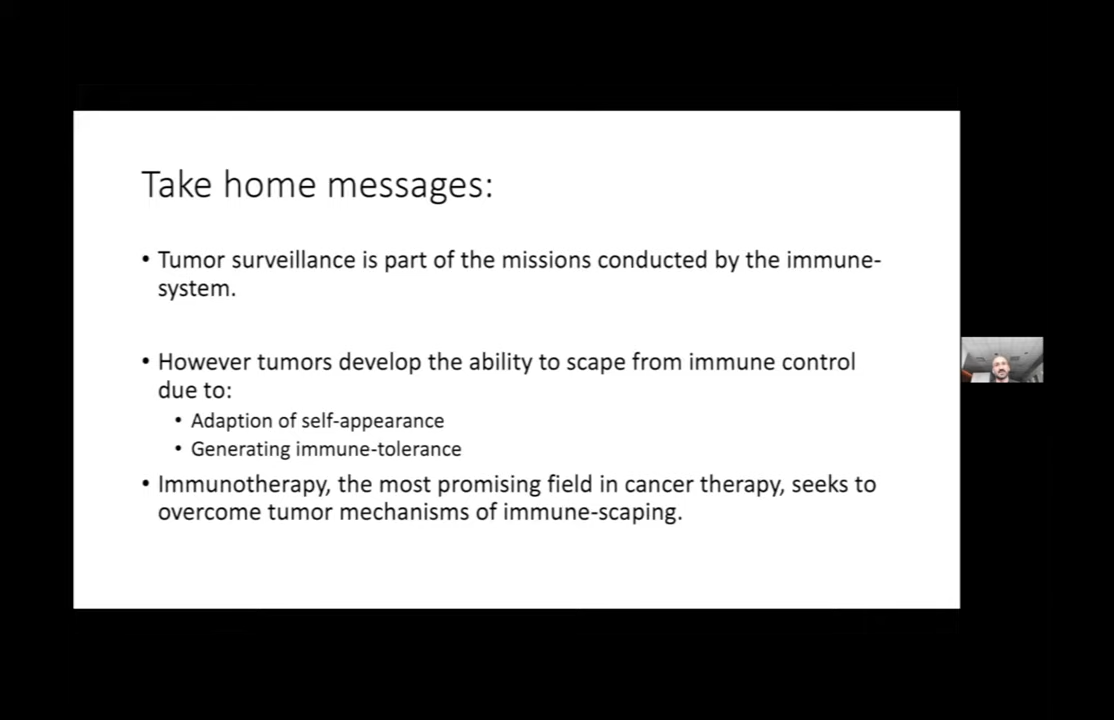 Take home messages:
• Tumor surveillance is part of the missions conducted by the immune-
system.
• However tumors develop the ability to scape from immune control
due to:
• Adaption of self-appearance
• Generating immune-tolerance
• Immunotherapy, the most promising field in cancer therapy, seeks to
overcome tumor mechanisms of immune-scaping.